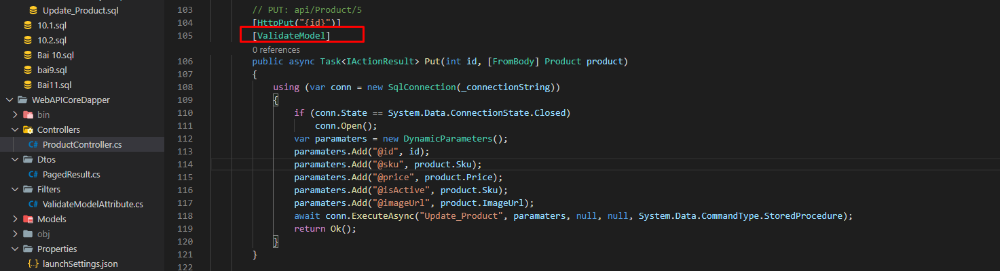 Update_Product.sql
10.1.sql
10.2.sql
Bai 10.sql
bai9.sql
Bai11.sql
WebAPICoreDapper
bin
Controllers
C# ProductController.cs
Dtos
C# PagedResult.cs
Filters
C# ValidateModelAttribute.cs
Models
obj
Properties
{..} launchSettings.json
103 // PUT: api/Product/5
104 [HttpPut("{id}")]
105 [ValidateModel]
0 references
106 public async Task<IActionResult> Put(int id, [FromBody] Product product)
107 {
108 using (var conn = new SqlConnection(_connectionString))
109 {
110 if (conn.State == System.Data.ConnectionState.Closed)
111 conn.Open();
112 var paramaters = new DynamicParameters();
113 paramaters.Add("@id", id);
114 paramaters.Add("@sku", product.Sku);
115 paramaters.Add("@price", product.Price);
116 paramaters.Add("@isActive", product.Sku);
117 paramaters.Add("@imageUrl", product.ImageUrl);
118 await conn.ExecuteAsync("Update_Product", paramaters, null, null, System.Data.CommandType.StoredProcedure);
119 return Ok();
120 }
121 }
122